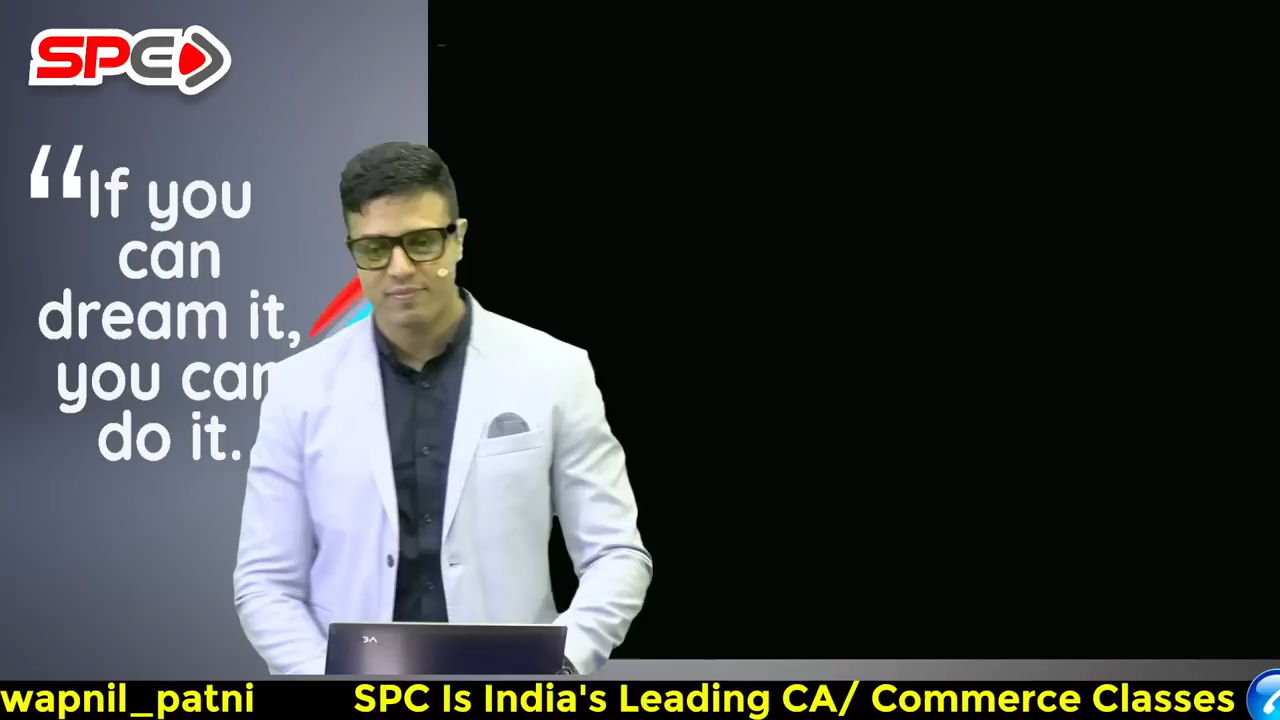 SPC
“If you
can
dream it,
you can
do it.
wapnil_patni SPC Is India's Leading CA/ Commerce Classes